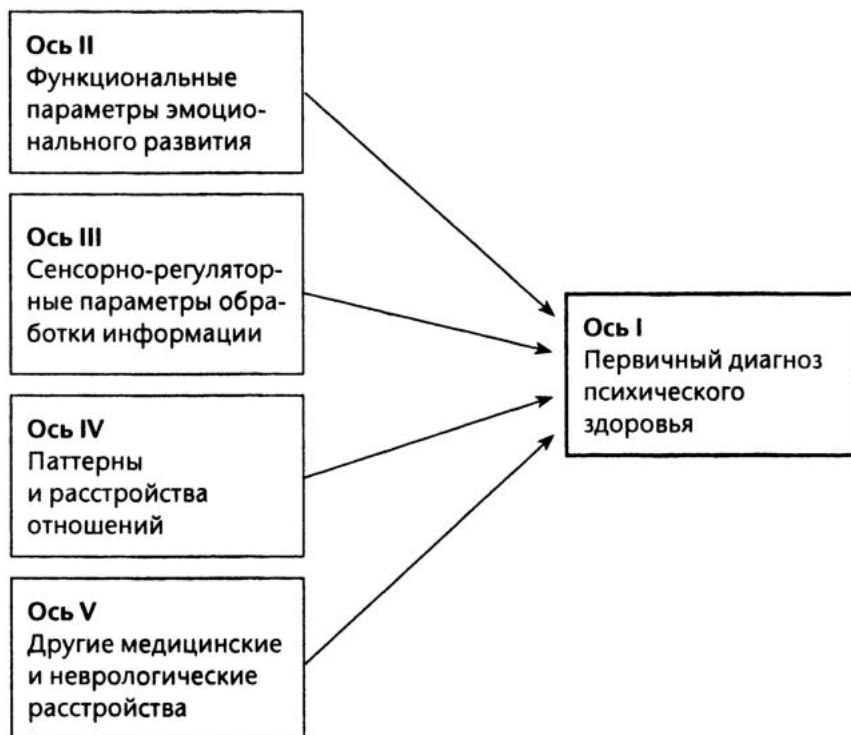 Ось II
Функциональные
параметры эмоцио-
нального развития
Ось III
Сенсорно-регулятор-
ные параметры обра-
ботки информации
Ось IV
Паттерны
и расстройства
отношений
Ось V
Другие медицинские
и неврологические
расстройства
Ось I
Первичный диагноз
психического
здоровья